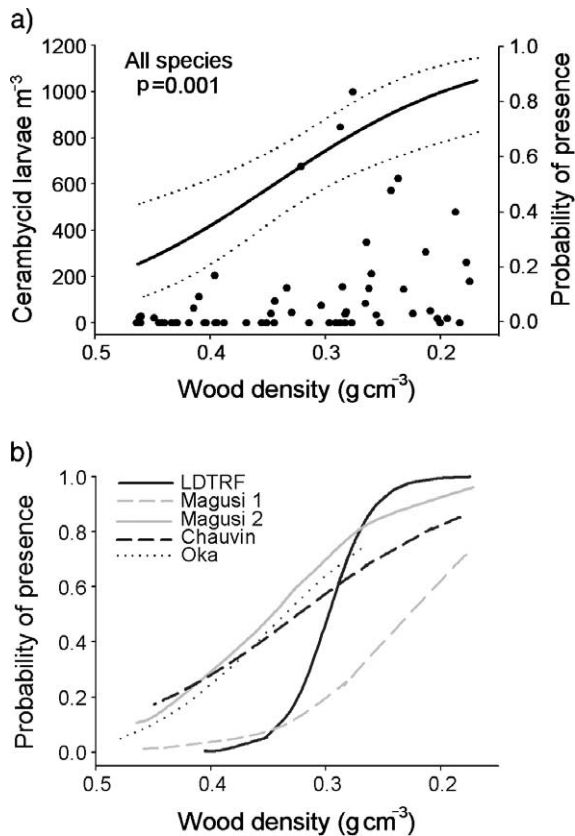 a)
All species
p=0.001
Cerambycid larvae m⁻³
1200
1000
800
600
400
200
0
Probability of presence
1.0
0.8
0.6
0.4
0.2
0.0
0.5 0.4 0.3 0.2
Wood density (g cm⁻³)
b)
LDTRF
Magusi 1
Magusi 2
Chauvin
Oka
Probability of presence
1.0
0.8
0.6
0.4
0.2
0.0
0.5 0.4 0.3 0.2
Wood density (g cm⁻³)